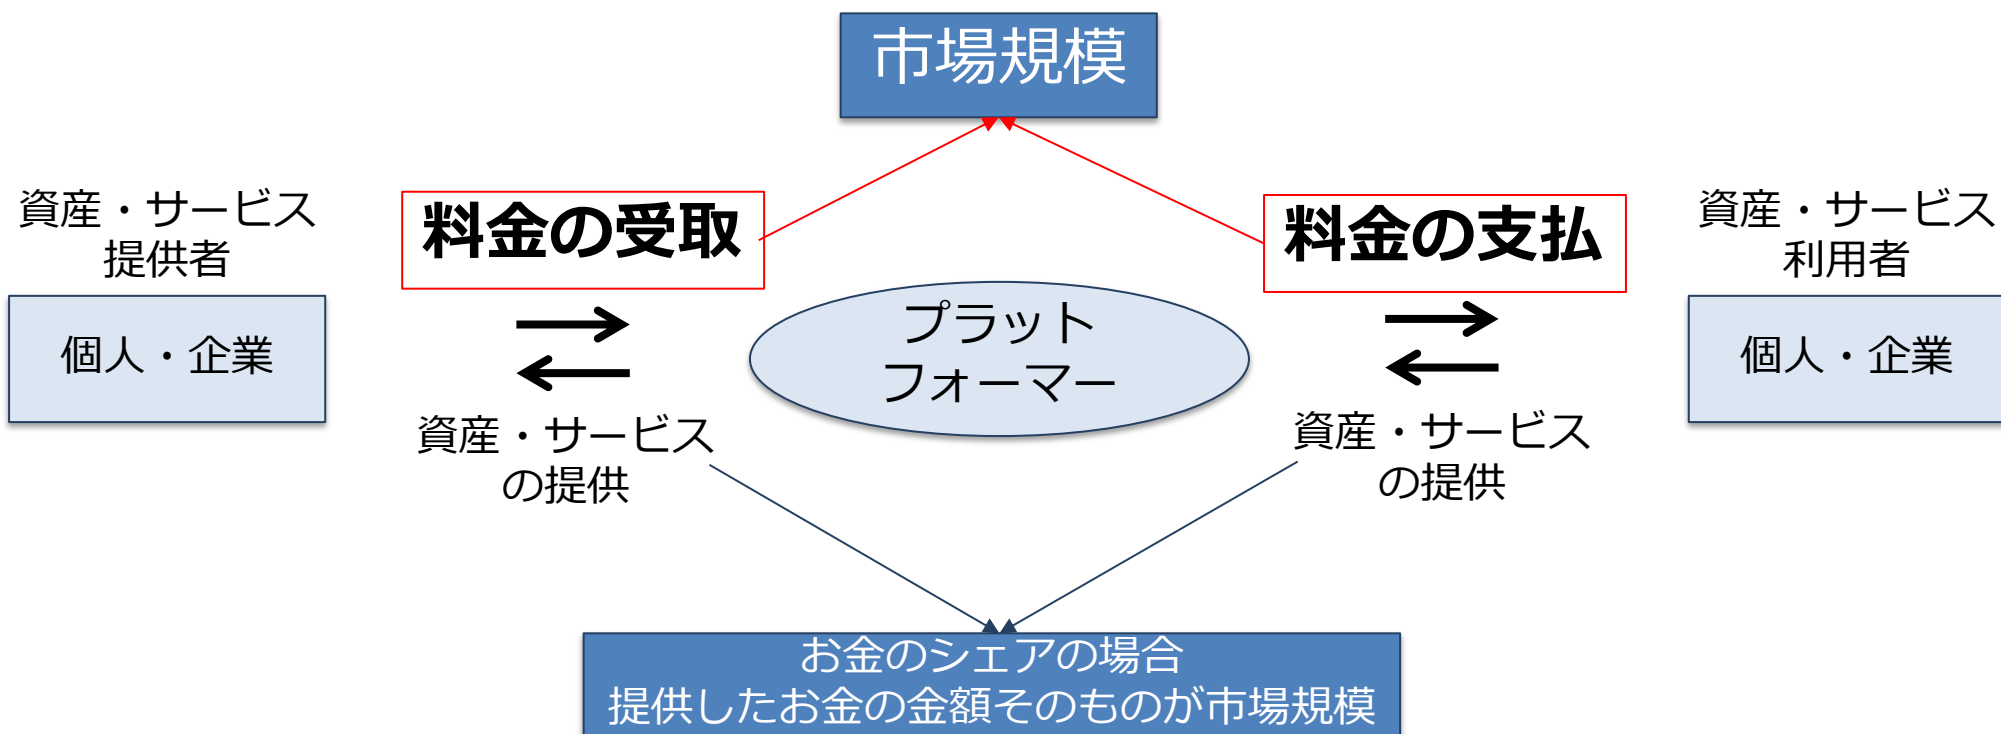 市場規模
資産・サービス
提供者
料金の受取
料金の支払
資産・サービス
利用者
個人・企業
プラット
フォーマー
個人・企業
資産・サービス
の提供
資産・サービス
の提供
お金のシェアの場合
提供したお金の金額そのものが市場規模